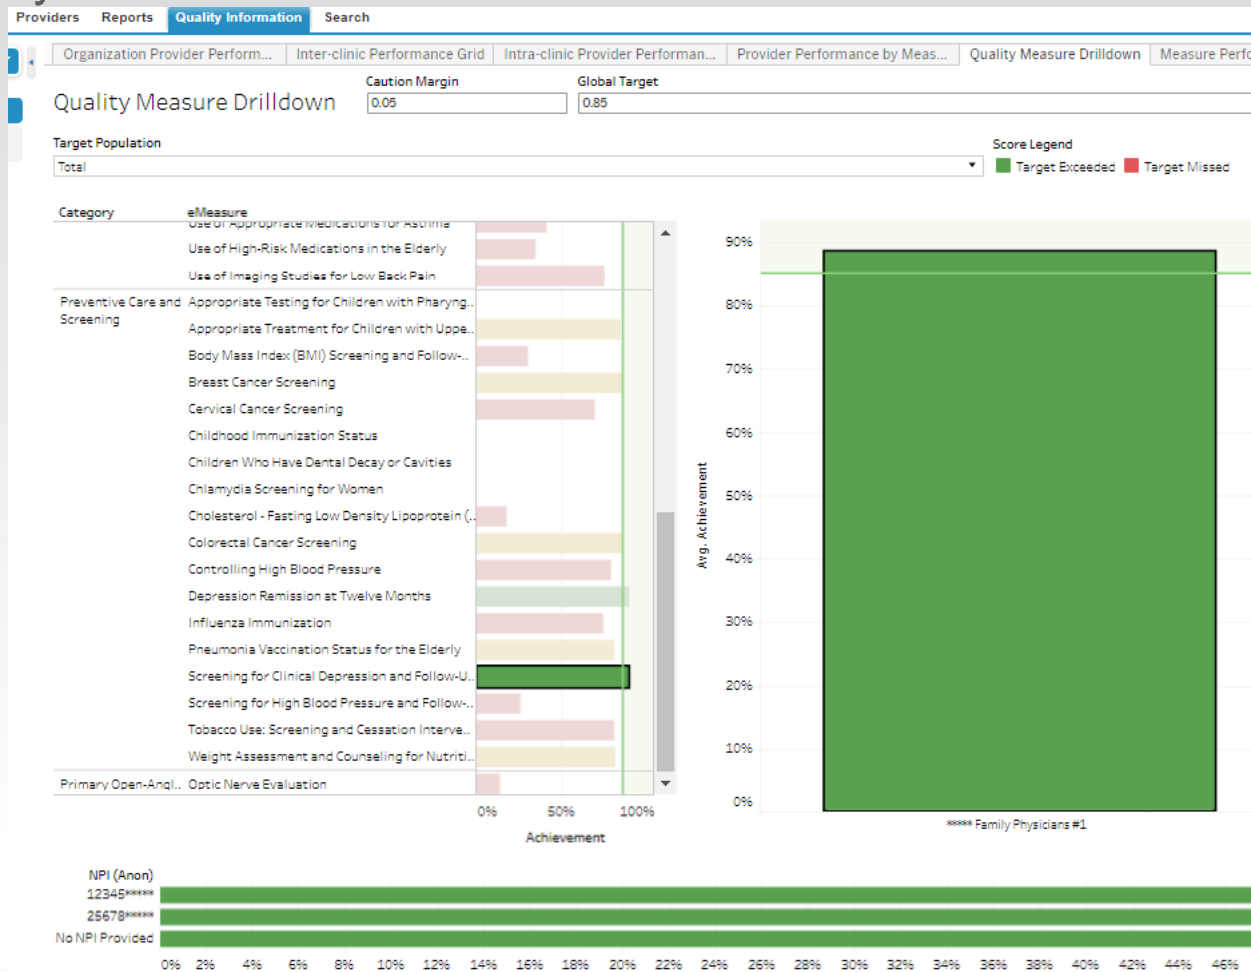 Providers Reports Quality Information Search
Organization Provider Perform... Inter-clinic Performance Grid Intra-clinic Provider Performan... Provider Performance by Meas... Quality Measure Drilldown Measure Perfo
Caution Margin Global Target
Quality Measure Drilldown 0.05 0.85
Target Population Score Legend
Total Target Exceeded Target Missed
Category eMeasure
Use of Appropriate Medications for Asthma
Use of High-Risk Medications in the Elderly
Use of Imaging Studies for Low Back Pain
Preventive Care and Screening Appropriate Testing for Children with Pharyng..
Appropriate Treatment for Children with Uppe..
Body Mass Index (BMI) Screening and Follow-..
Breast Cancer Screening
Cervical Cancer Screening
Childhood Immunization Status
Children Who Have Dental Decay or Cavities
Chlamydia Screening for Women
Cholesterol - Fasting Low Density Lipoprotein (..
Colorectal Cancer Screening
Controlling High Blood Pressure
Depression Remission at Twelve Months
Influenza Immunization
Pneumonia Vaccination Status for the Elderly
Screening for Clinical Depression and Follow-U..
Screening for High Blood Pressure and Follow-..
Tobacco Use: Screening and Cessation Interve..
Weight Assessment and Counseling for Nutriti..
Primary Open-Angl.. Optic Nerve Evaluation
0% 50% 100%
Achievement
90%
80%
70%
60%
50%
40%
30%
20%
10%
0%
Avg. Achievement
***** Family Physicians #1
NPI (Anon)
12345*****
25678*****
No NPI Provided
0% 2% 4% 6% 8% 10% 12% 14% 16% 18% 20% 22% 24% 26% 28% 30% 32% 34% 36% 38% 40% 42% 44% 46%